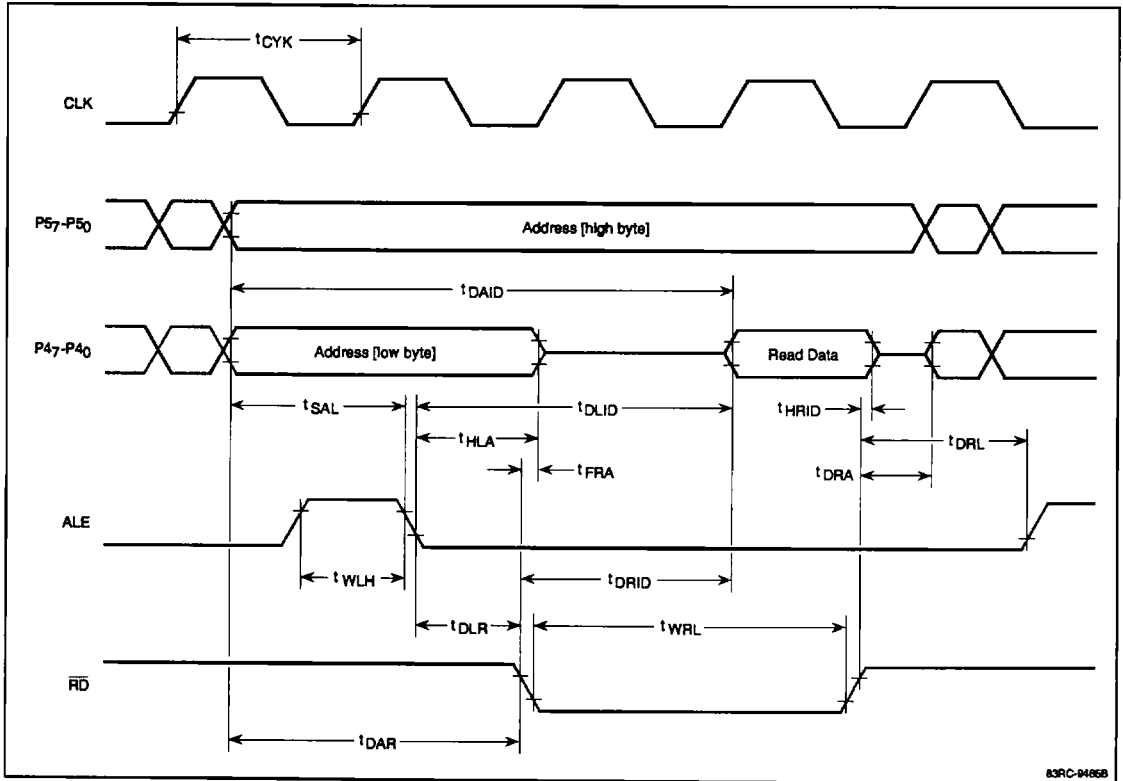 tCYK
CLK
P57-P50
Address [high byte]
tDAID
P47-P40
Address [low byte]
Read Data
tSAL
tDLID
tHRID
tHLA
tDRL
tFRA
tDRA
ALE
tWLH
tDRID
tDLR
tWRL
RD
tDAR
83RC-9485B